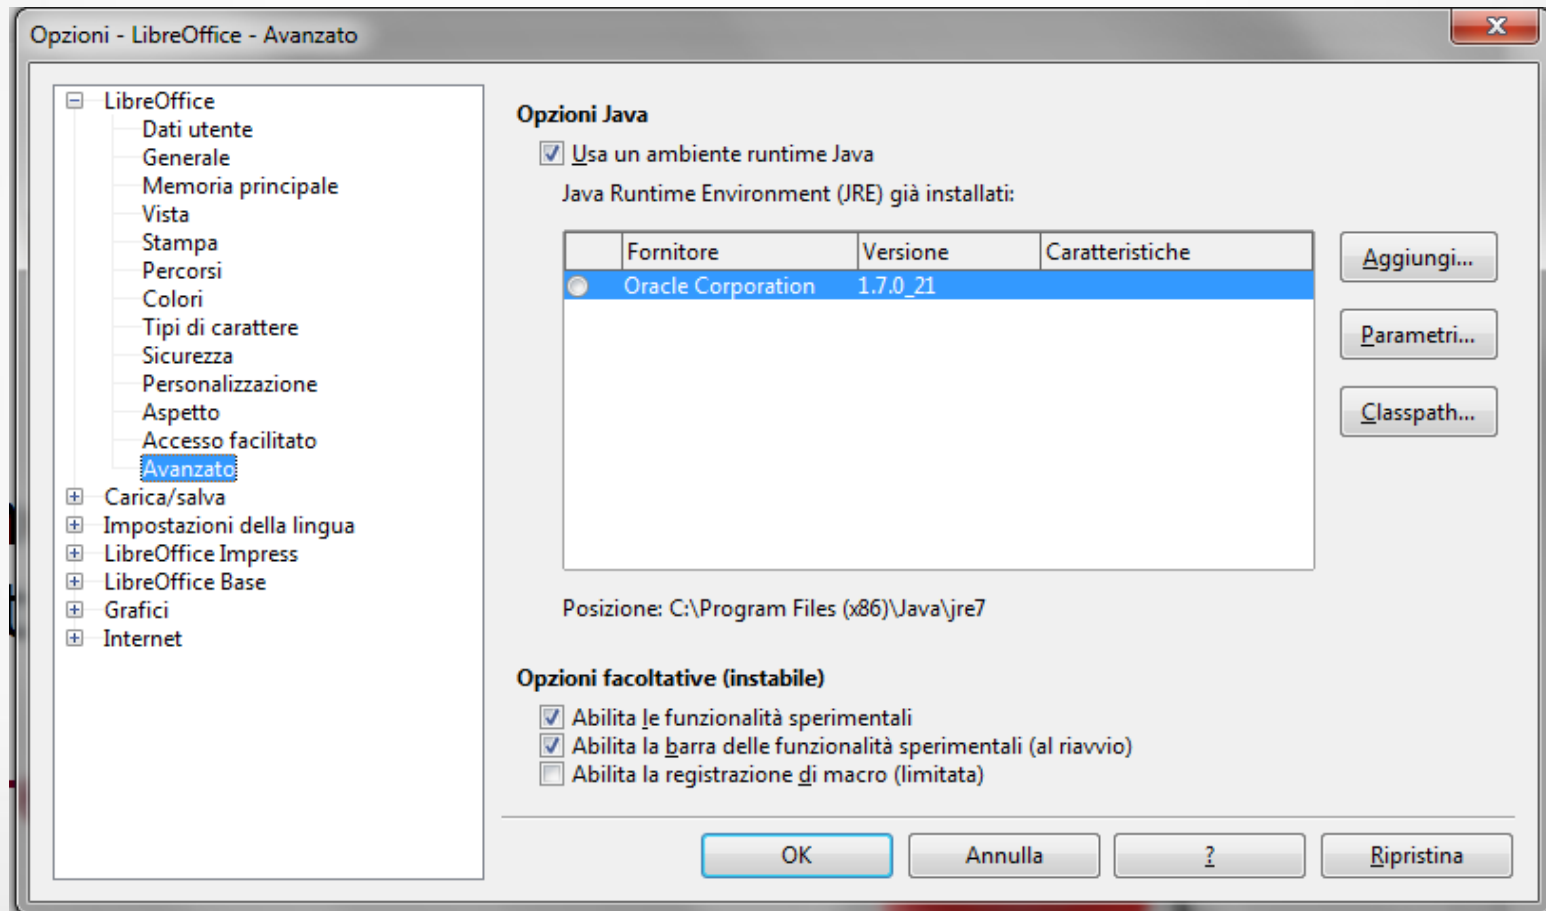 Opzioni - LibreOffice - Avanzato
LibreOffice
Dati utente
Generale
Memoria principale
Vista
Stampa
Percorsi
Colori
Tipi di carattere
Sicurezza
Personalizzazione
Aspetto
Accesso facilitato
Avanzato
Carica/salva
Impostazioni della lingua
LibreOffice Impress
LibreOffice Base
Grafici
Internet
Opzioni Java
Usa un ambiente runtime Java
Java Runtime Environment (JRE) già installati:
Fornitore Versione Caratteristiche
Oracle Corporation 1.7.0_21
Aggiungi...
Parametri...
Classpath...
Posizione: C:\Program Files (x86)\Java\jre7
Opzioni facoltative (instabile)
Abilita le funzionalità sperimentali
Abilita la barra delle funzionalità sperimentali (al riavvio)
Abilita la registrazione di macro (limitata)
OK Annulla ? Ripristina